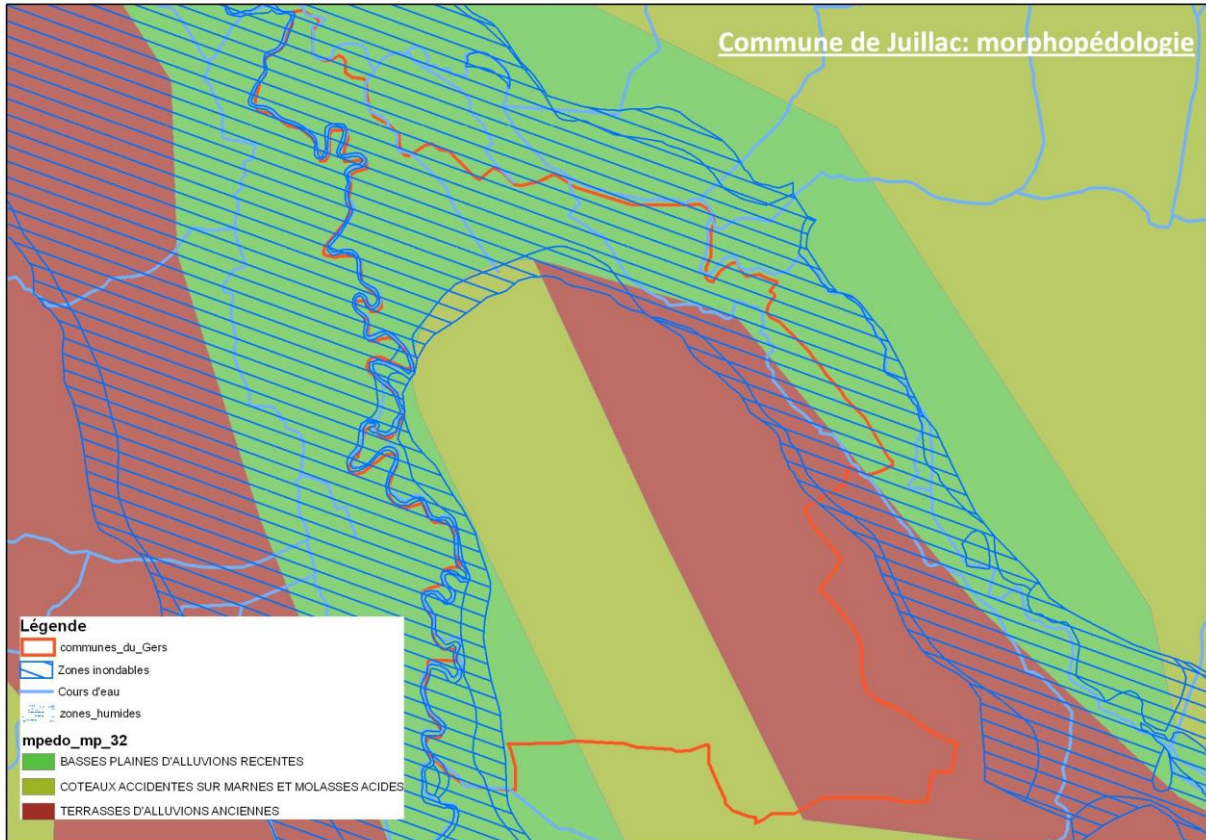 Commune de Juillac: morphopédologie
Légende
communes_du_Gers
Zones inondables
Cours d'eau
zones_humides
mpedo_mp_32
BASSES PLAINES D'ALLUVIONS RECENTES
COTEAUX ACCIDENTES SUR MARNES ET MOLASSES ACIDES
TERRASSES D'ALLUVIONS ANCIENNES